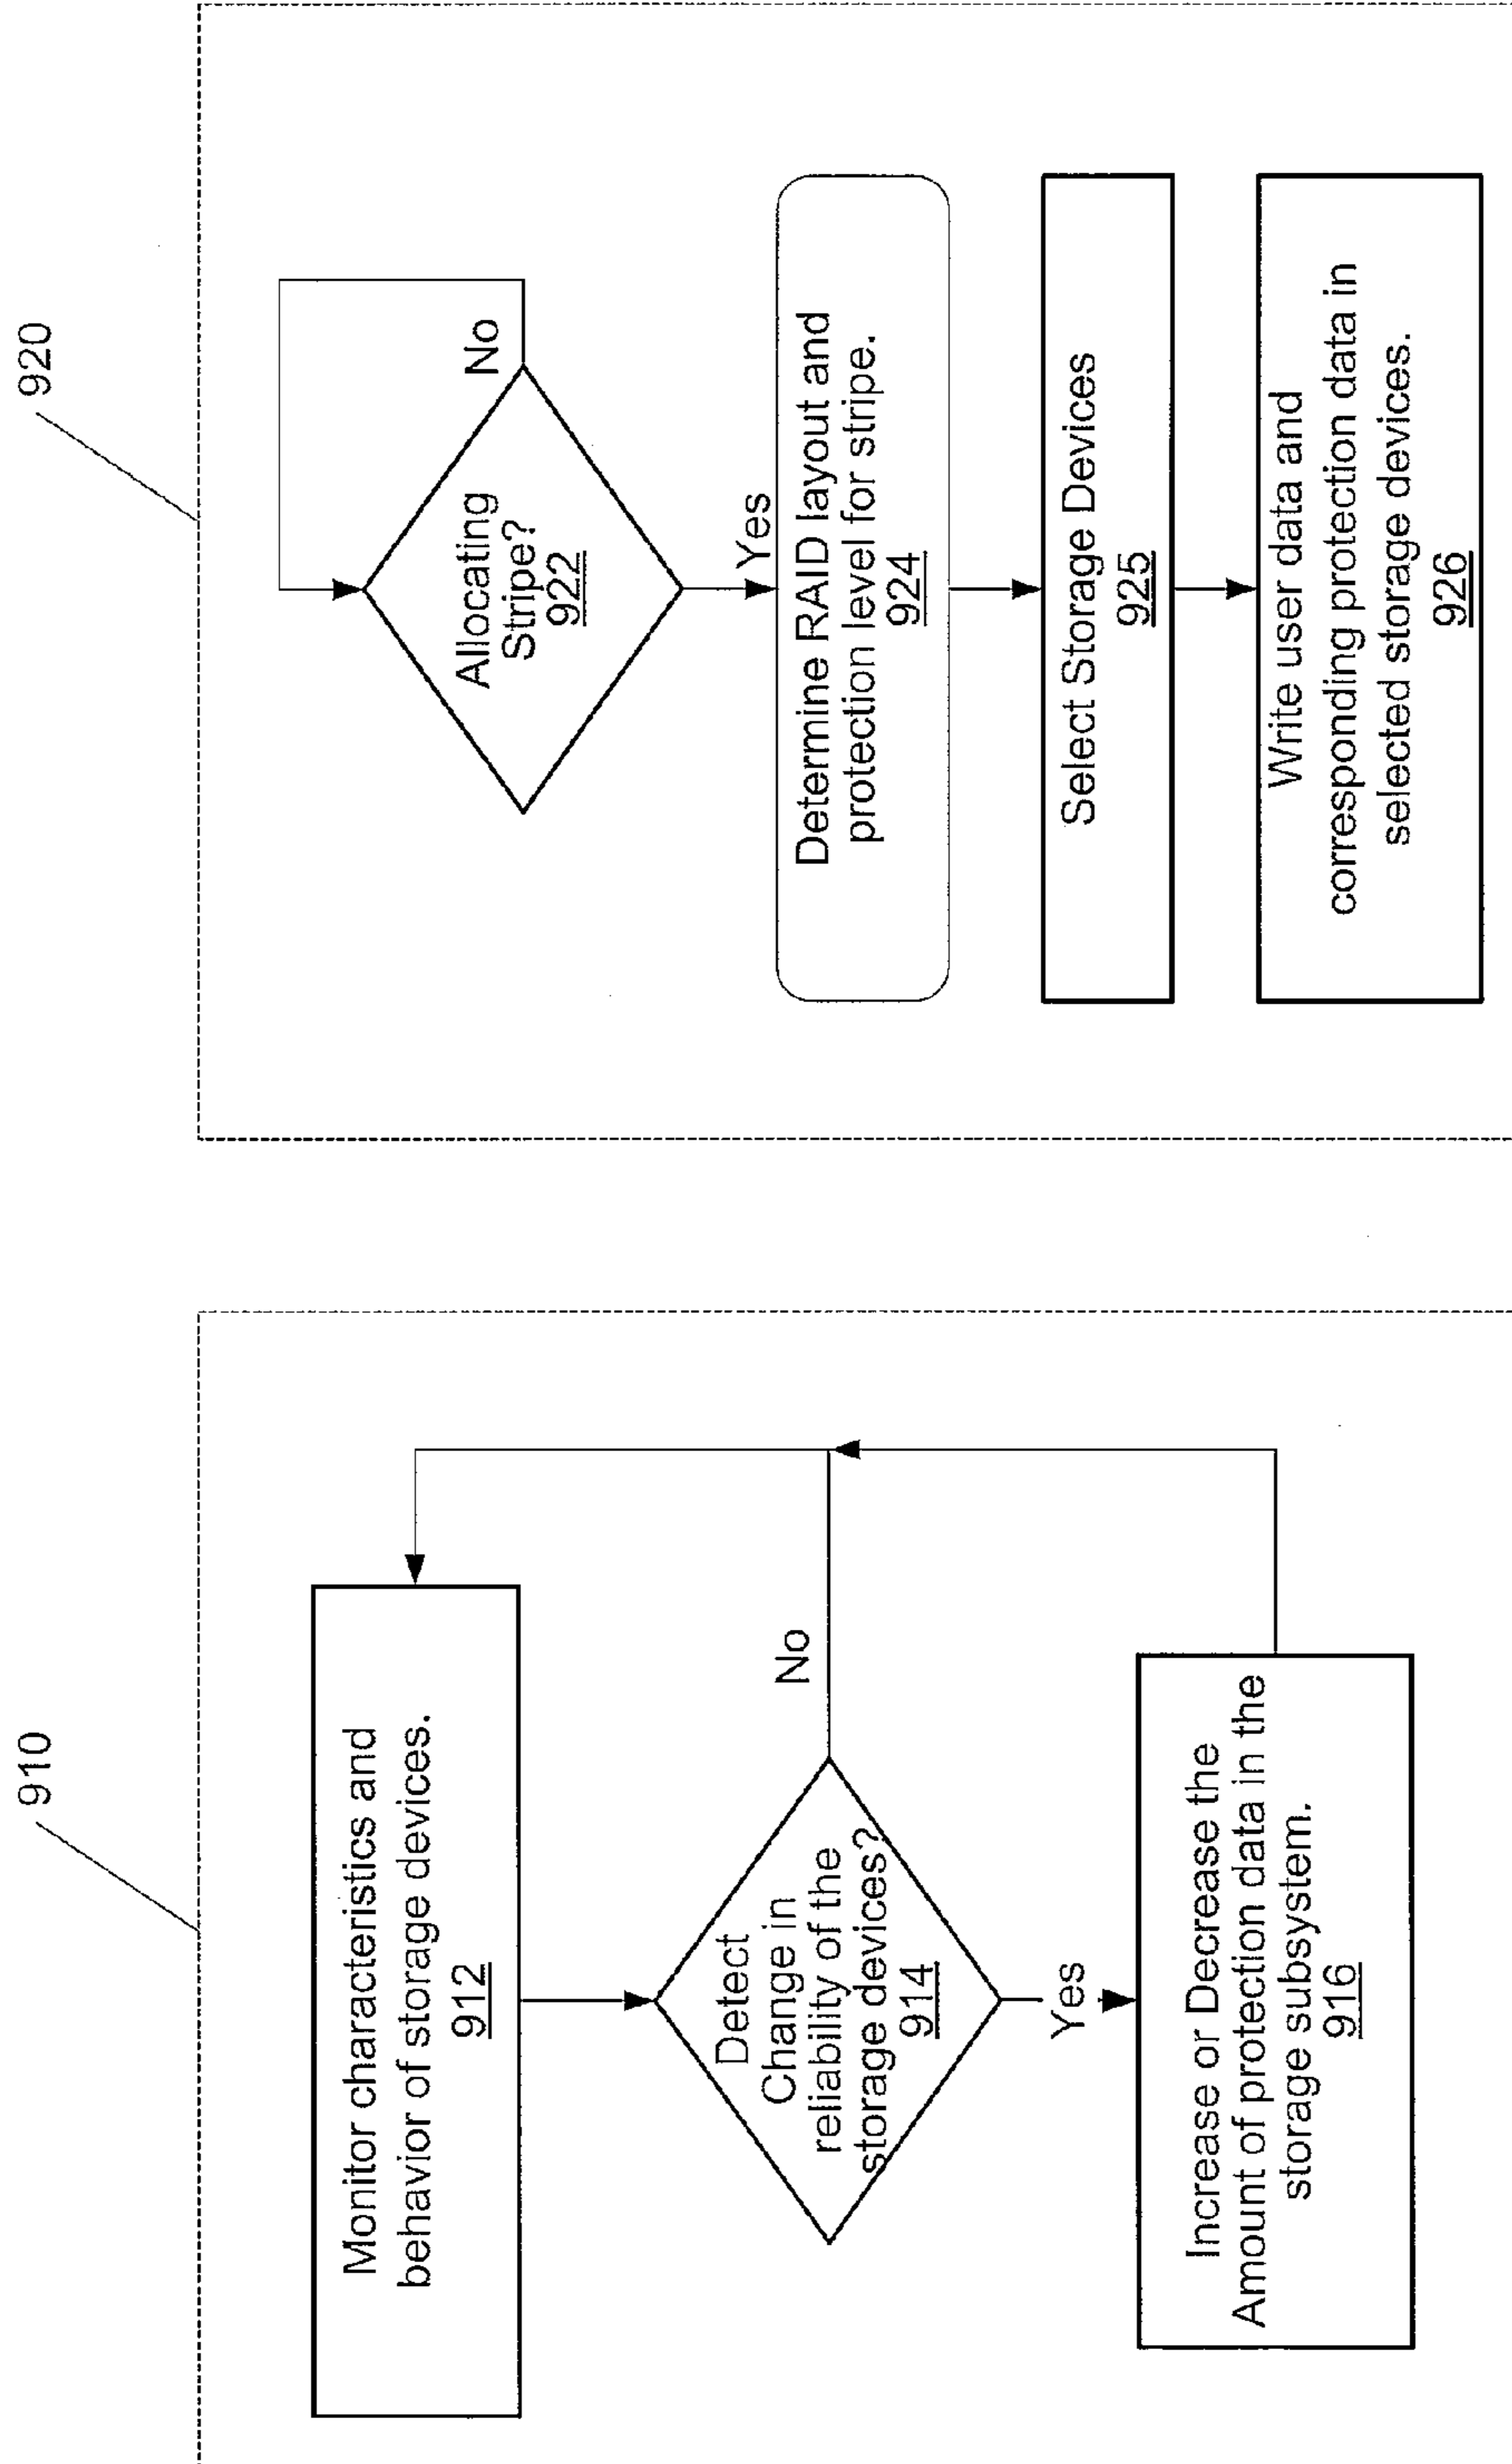 910
Monitor characteristics and
behavior of storage devices.
912
Detect
Change in
reliability of the
storage devices?
914
No
Yes
Increase or Decrease the
Amount of protection data in the
storage subsystem.
916
920
Allocating
Stripe?
922
No
Yes
Determine RAID layout and
protection level for stripe.
924
Select Storage Devices
925
Write user data and
corresponding protection data in
selected storage devices.
926